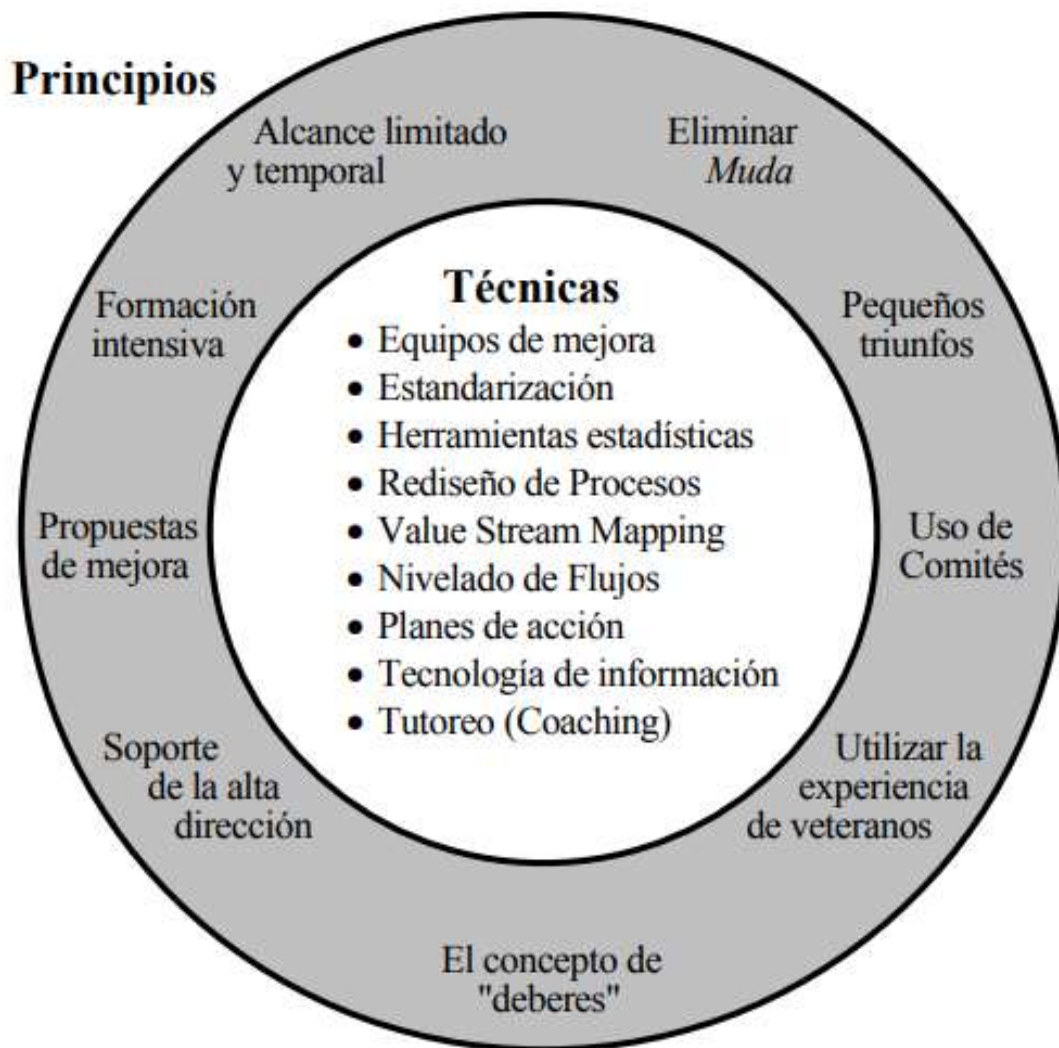 Principios
Alcance limitado
y temporal
Eliminar
Muda
Pequeños
triunfos
Uso de
Comités
Utilizar la
experiencia
de veteranos
El concepto de
"deberes"
Soporte
de la alta
dirección
Propuestas
de mejora
Formación
intensiva
Técnicas
• Equipos de mejora
• Estandarización
• Herramientas estadísticas
• Rediseño de Procesos
• Value Stream Mapping
• Nivelado de Flujos
• Planes de acción
• Tecnología de información
• Tutoreo (Coaching)